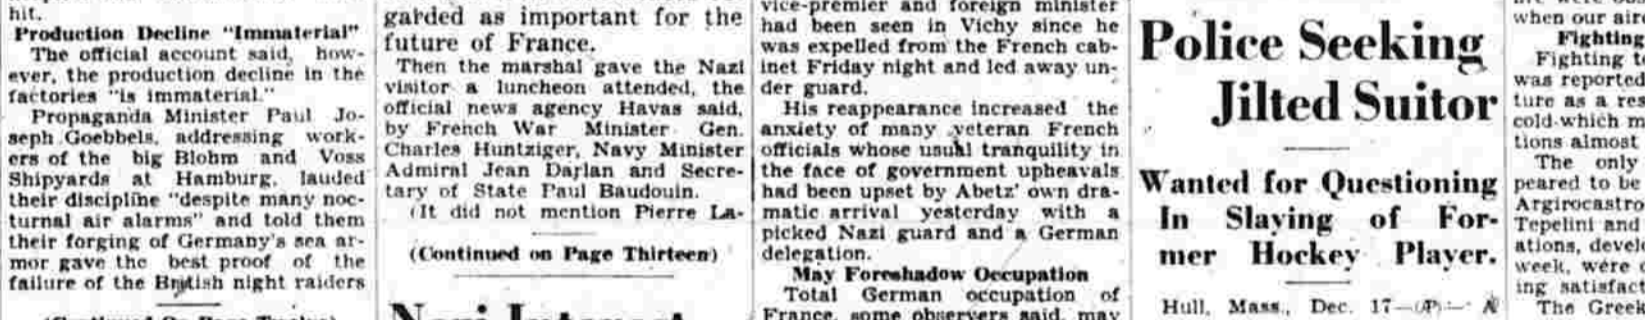 hit.
Production Decline "Immaterial"
The official account said, how-
ever, the production decline in the
factories "is immaterial."
Propaganda Minister Paul Jo-
seph Goebbels, addressing work-
ers of the big Blohm and Voss
Shipyards at Hamburg, lauded
their discipline "despite many noc-
turnal air alarms" and told them
their forging of Germany's sea ar-
mor gave the best proof of the
failure of the British night raiders
garded as important for the
future of France.
Then the marshal gave the Nazi
visitor a luncheon attended, the
official news agency Havas said,
by French War Minister Gen.
Charles Huntziger, Navy Minister
Admiral Jean Darlan and Secre-
tary of State Paul Baudouin.
(It did not mention Pierre La-
(Continued on Page Thirteen)
vice-premier and foreign minister
had been seen in Vichy since he
was expelled from the French cab-
inet Friday night and led away un-
der guard.
His reappearance increased the
anxiety of many veteran French
officials whose usual tranquility in
the face of government upheavals
had been upset by Abetz' own dra-
matic arrival yesterday with a
picked Nazi guard and a German
delegation.
May Foreshadow Occupation
Total German occupation of
France, some observers said, may
Police Seeking
Jilted Suitor
Wanted for Questioning
In Slaying of For-
mer Hockey Player.
Hull, Mass., Dec. 17—(P)— A
when our air
Fighting
Fighting
was reported
ture as a res
cold which m
tions almost
The only
peared to be
Argirocastro
Tepelini and
ations, devel
week, were
ing satisfact
The Greek